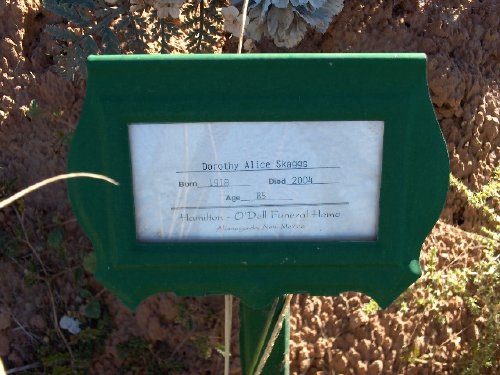 Dorothy Alice Skaggs
Born 1918 Died 2004
Age 85
Hamilton - O'Dell Funeral Home
Alamogordo, New Mexico